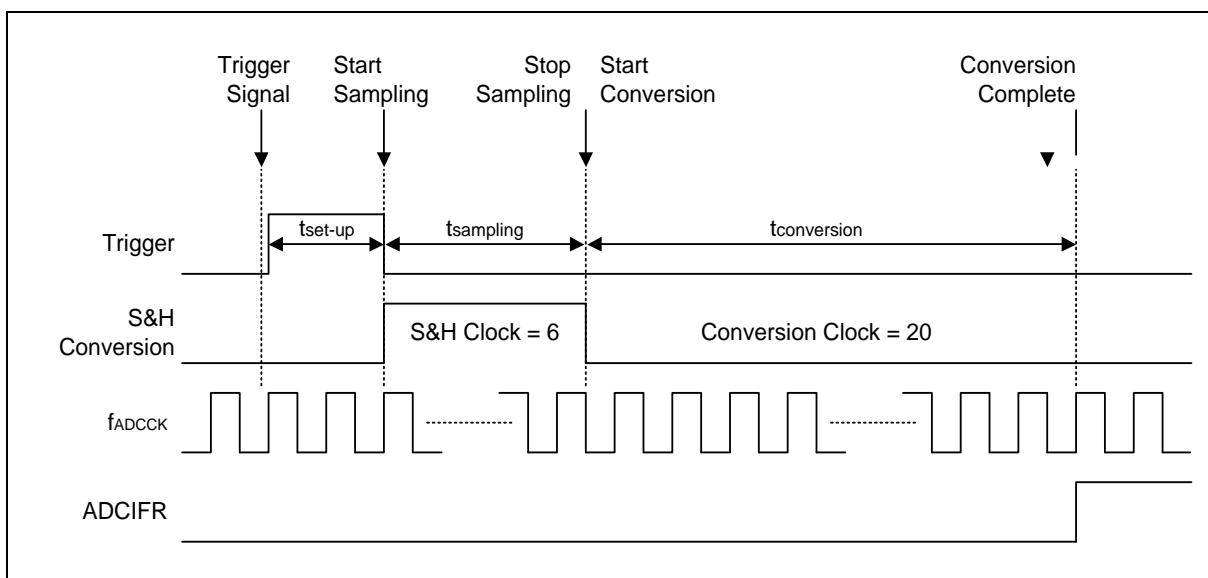 Trigger
Signal
Start
Sampling
Stop
Sampling
Start
Conversion
Conversion
Complete
Trigger
tset-up
tsampling
tconversion
S&H
Conversion
S&H Clock = 6
Conversion Clock = 20
fADCCK
ADCIFR